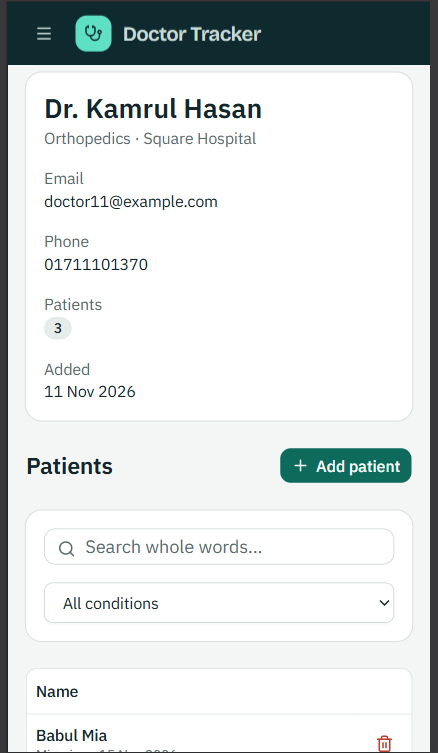 Doctor Tracker
Dr. Kamrul Hasan
Orthopedics · Square Hospital
Email
doctor11@example.com
Phone
01711101370
Patients
3
Added
11 Nov 2026
Patients
Add patient
Search whole words...
All conditions
Name
Babul Mia